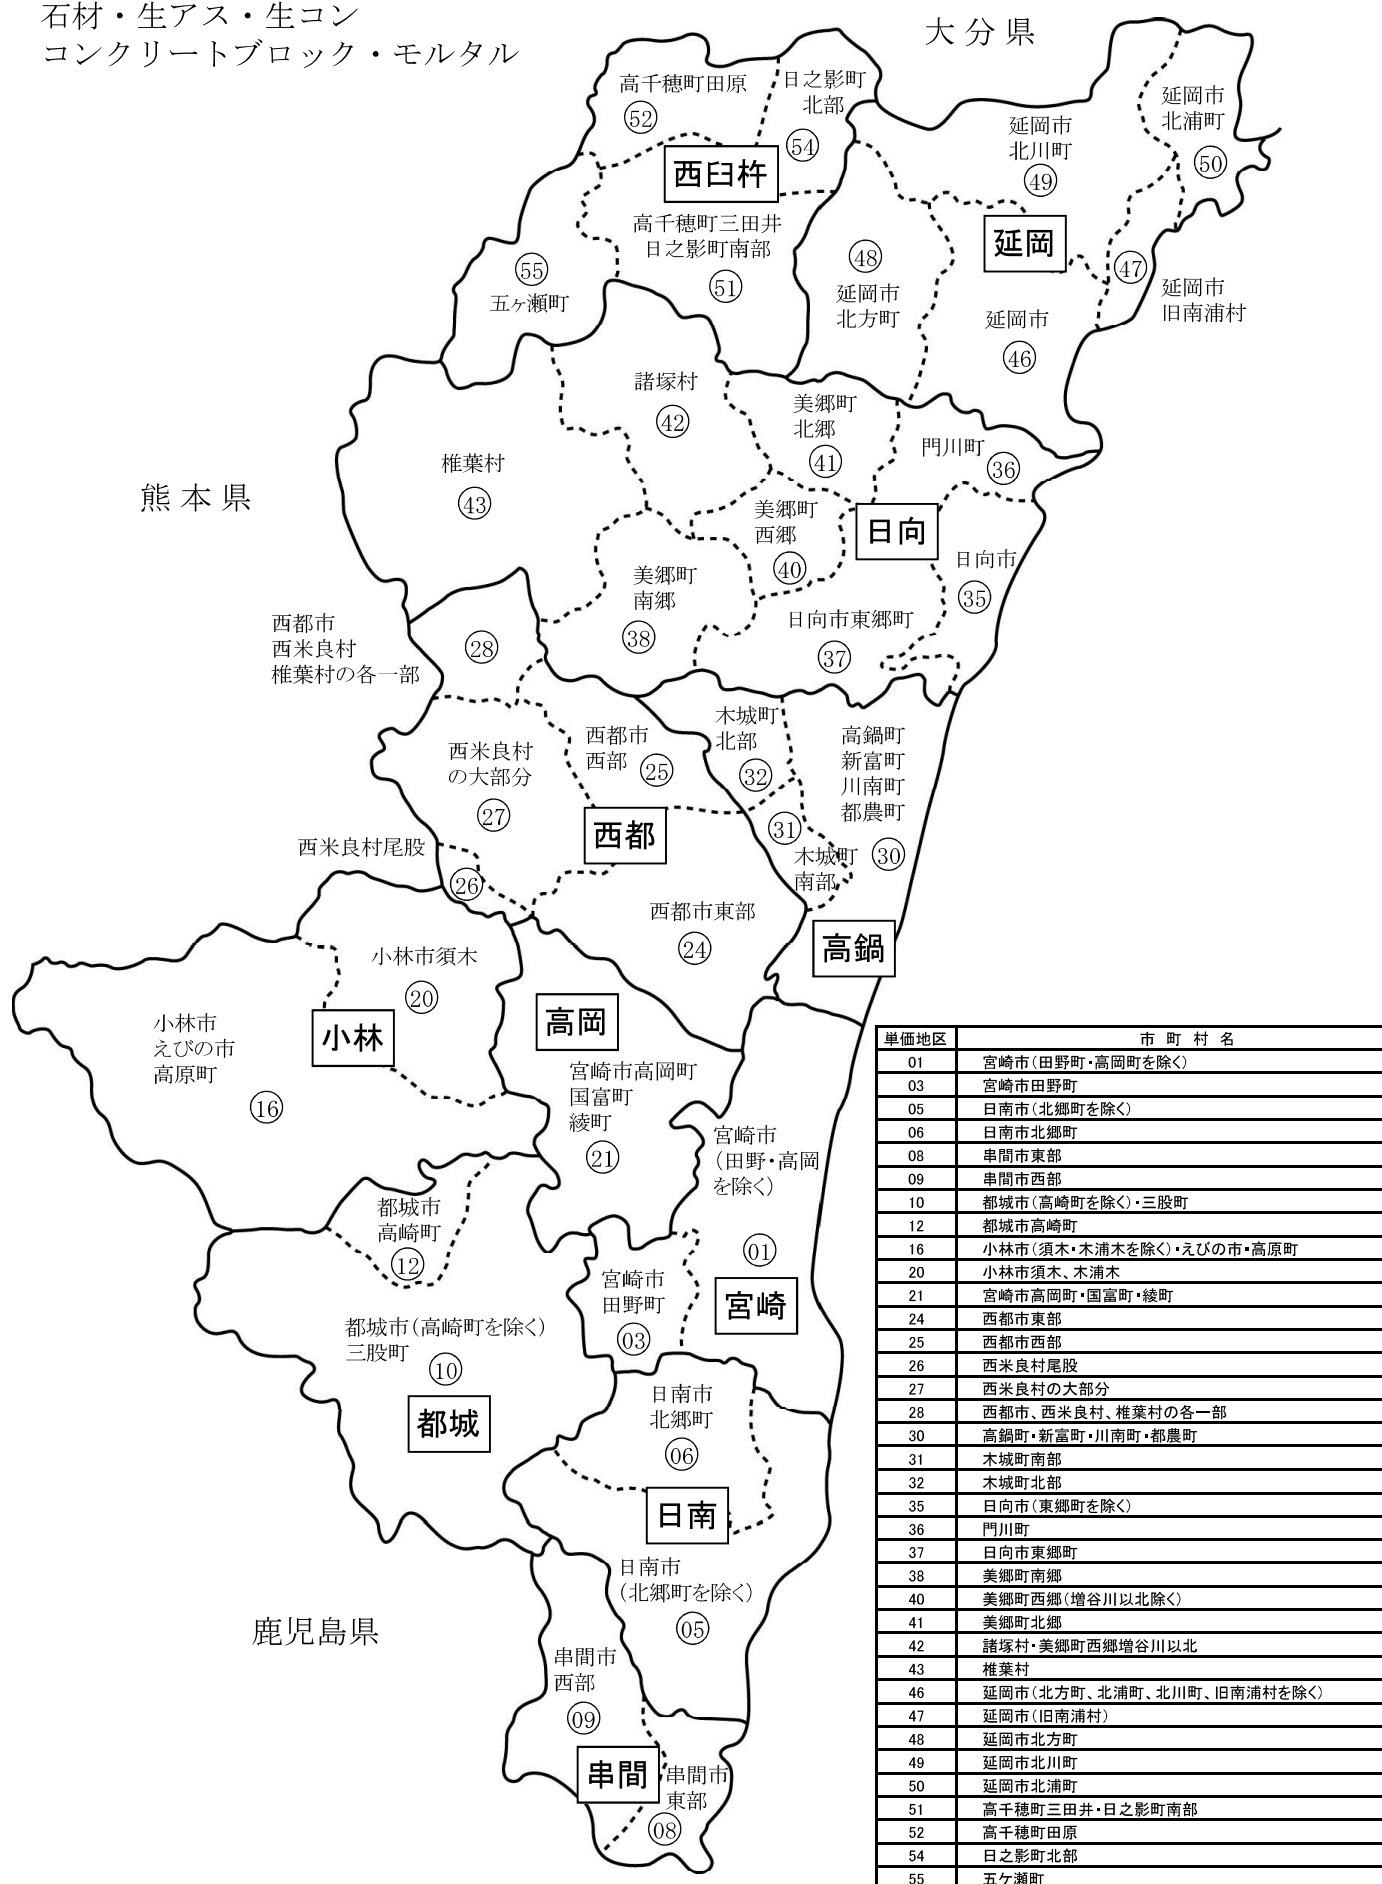 石材・生アス・生コン
コンクリートブロック・モルタル
大分県
熊本県
鹿児島県
高千穂町田原
52
日之影町
北部
54
西臼杵
高千穂町三田井
日之影町南部
51
55
五ヶ瀬町
延岡市
北浦町
50
延岡市
北川町
49
延岡
48
延岡市
北方町
47
延岡市
旧南浦村
延岡市
46
諸塚村
42
美郷町
北郷
41
門川町
36
椎葉村
43
美郷町
西郷
40
日向
日向市
35
美郷町
南郷
38
日向市東郷町
37
西都市
西米良村
椎葉村の各一部
28
木城町
北部
32
高鍋町
新富町
川南町
都農町
30
西都市
西部
25
西米良村
の大部分
27
西都
31
木城町
南部
西米良村尾股
26
西都市東部
24
高鍋
小林市須木
20
小林
小林市
えびの市
高原町
16
高岡
宮崎市高岡町
国富町
綾町
21
宮崎市
（田野・高岡
を除く）
01
宮崎
都城市
高崎町
12
宮崎市
田野町
03
都城市（高崎町を除く）
三股町
10
都城
日南市
北郷町
06
日南
日南市
（北郷町を除く）
05
串間市
西部
09
串間
串間市
東部
08
単価地区 市町村名
01 宮崎市（田野町・高岡町を除く）
03 宮崎市田野町
05 日南市（北郷町を除く）
06 日南市北郷町
08 串間市東部
09 串間市西部
10 都城市（高崎町を除く）・三股町
12 都城市高崎町
16 小林市（須木・木浦木を除く）・えびの市・高原町
20 小林市須木、木浦木
21 宮崎市高岡町・国富町・綾町
24 西都市東部
25 西都市西部
26 西米良村尾股
27 西米良村の大部分
28 西都市、西米良村、椎葉村の各一部
30 高鍋町・新富町・川南町・都農町
31 木城町南部
32 木城町北部
35 日向市（東郷町を除く）
36 門川町
37 日向市東郷町
38 美郷町南郷
40 美郷町西郷（増谷川以北除く）
41 美郷町北郷
42 諸塚村・美郷町西郷増谷川以北
43 椎葉村
46 延岡市（北方町、北浦町、北川町、旧南浦村を除く）
47 延岡市（旧南浦村）
48 延岡市北方町
49 延岡市北川町
50 延岡市北浦町
51 高千穂町三田井・日之影町南部
52 高千穂町田原
54 日之影町北部
55 五ケ瀬町